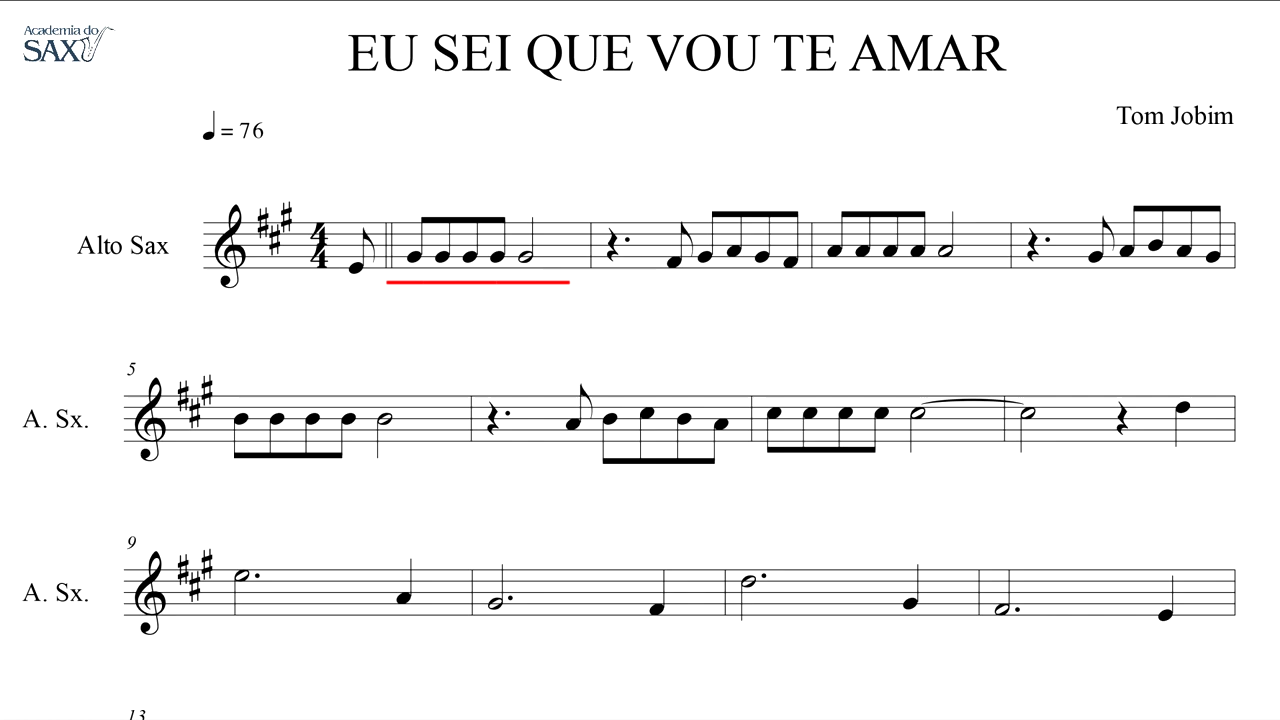 Academia do
SAX
EU SEI QUE VOU TE AMAR
Tom Jobim
= 76
Alto Sax
4
4
5
A. Sx.
9
A. Sx.
13